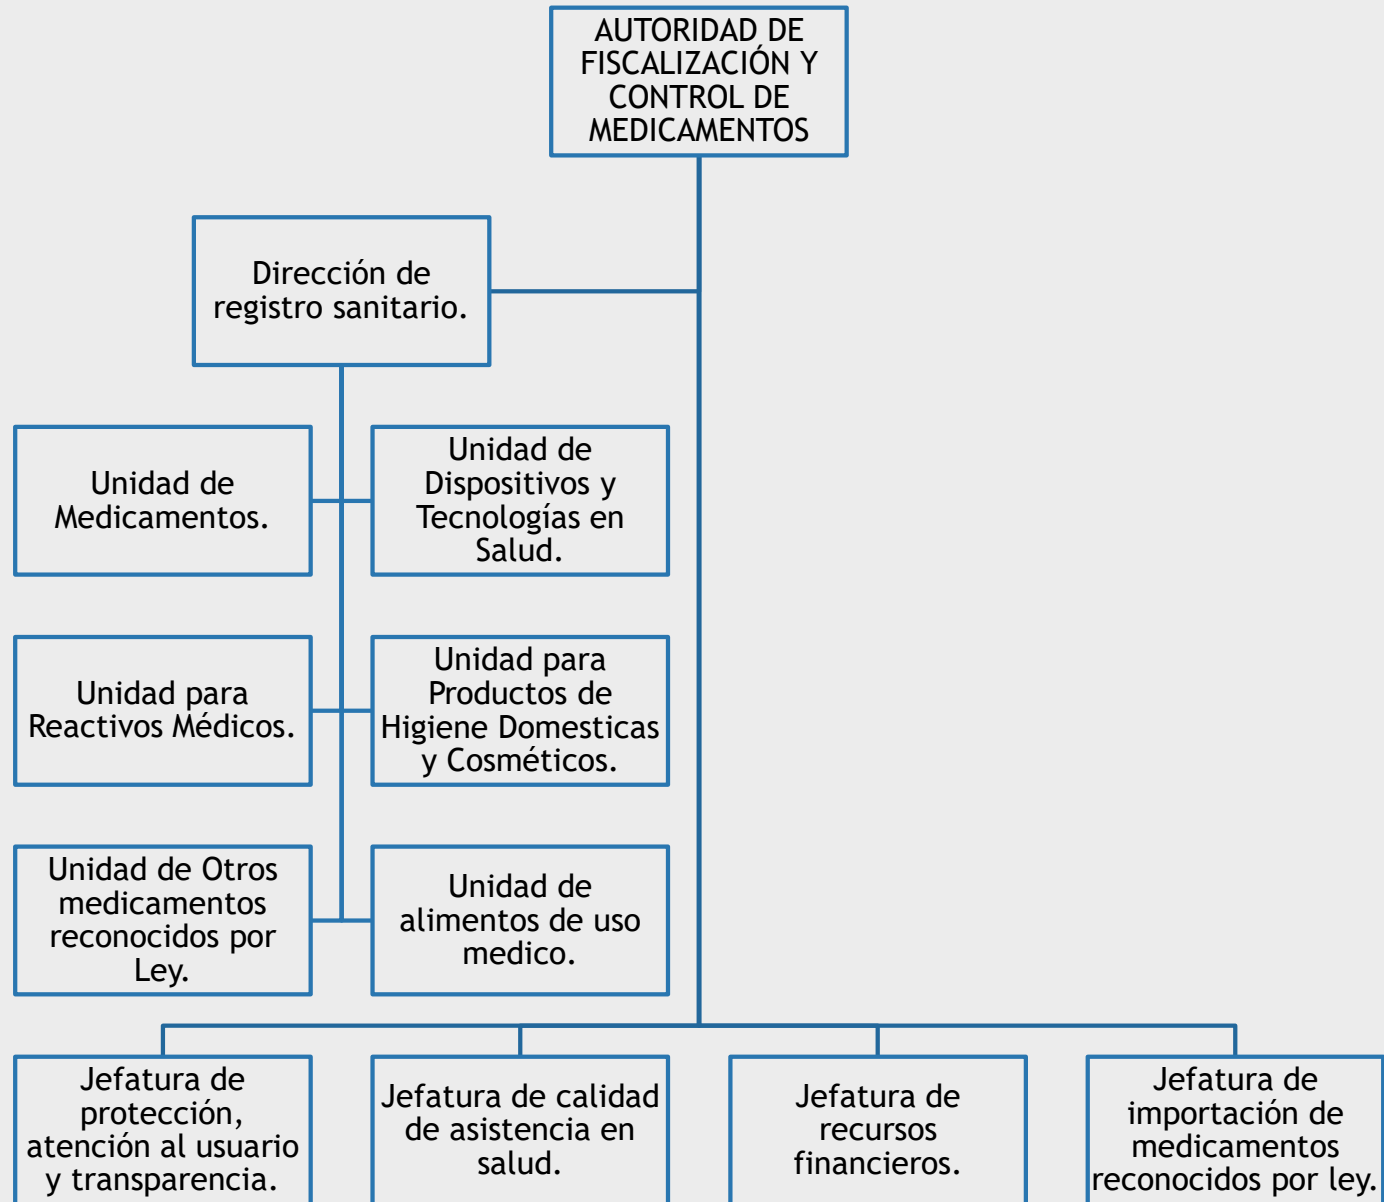 AUTORIDAD DE
FISCALIZACIÓN Y
CONTROL DE
MEDICAMENTOS
Dirección de
registro sanitario.
Unidad de
Medicamentos.
Unidad de
Dispositivos y
Tecnologías en
Salud.
Unidad para
Reactivos Médicos.
Unidad para
Productos de
Higiene Domesticas
y Cosméticos.
Unidad de Otros
medicamentos
reconocidos por
Ley.
Unidad de
alimentos de uso
medico.
Jefatura de
protección,
atención al usuario
y transparencia.
Jefatura de calidad
de asistencia en
salud.
Jefatura de
recursos
financieros.
Jefatura de
importación de
medicamentos
reconocidos por ley.